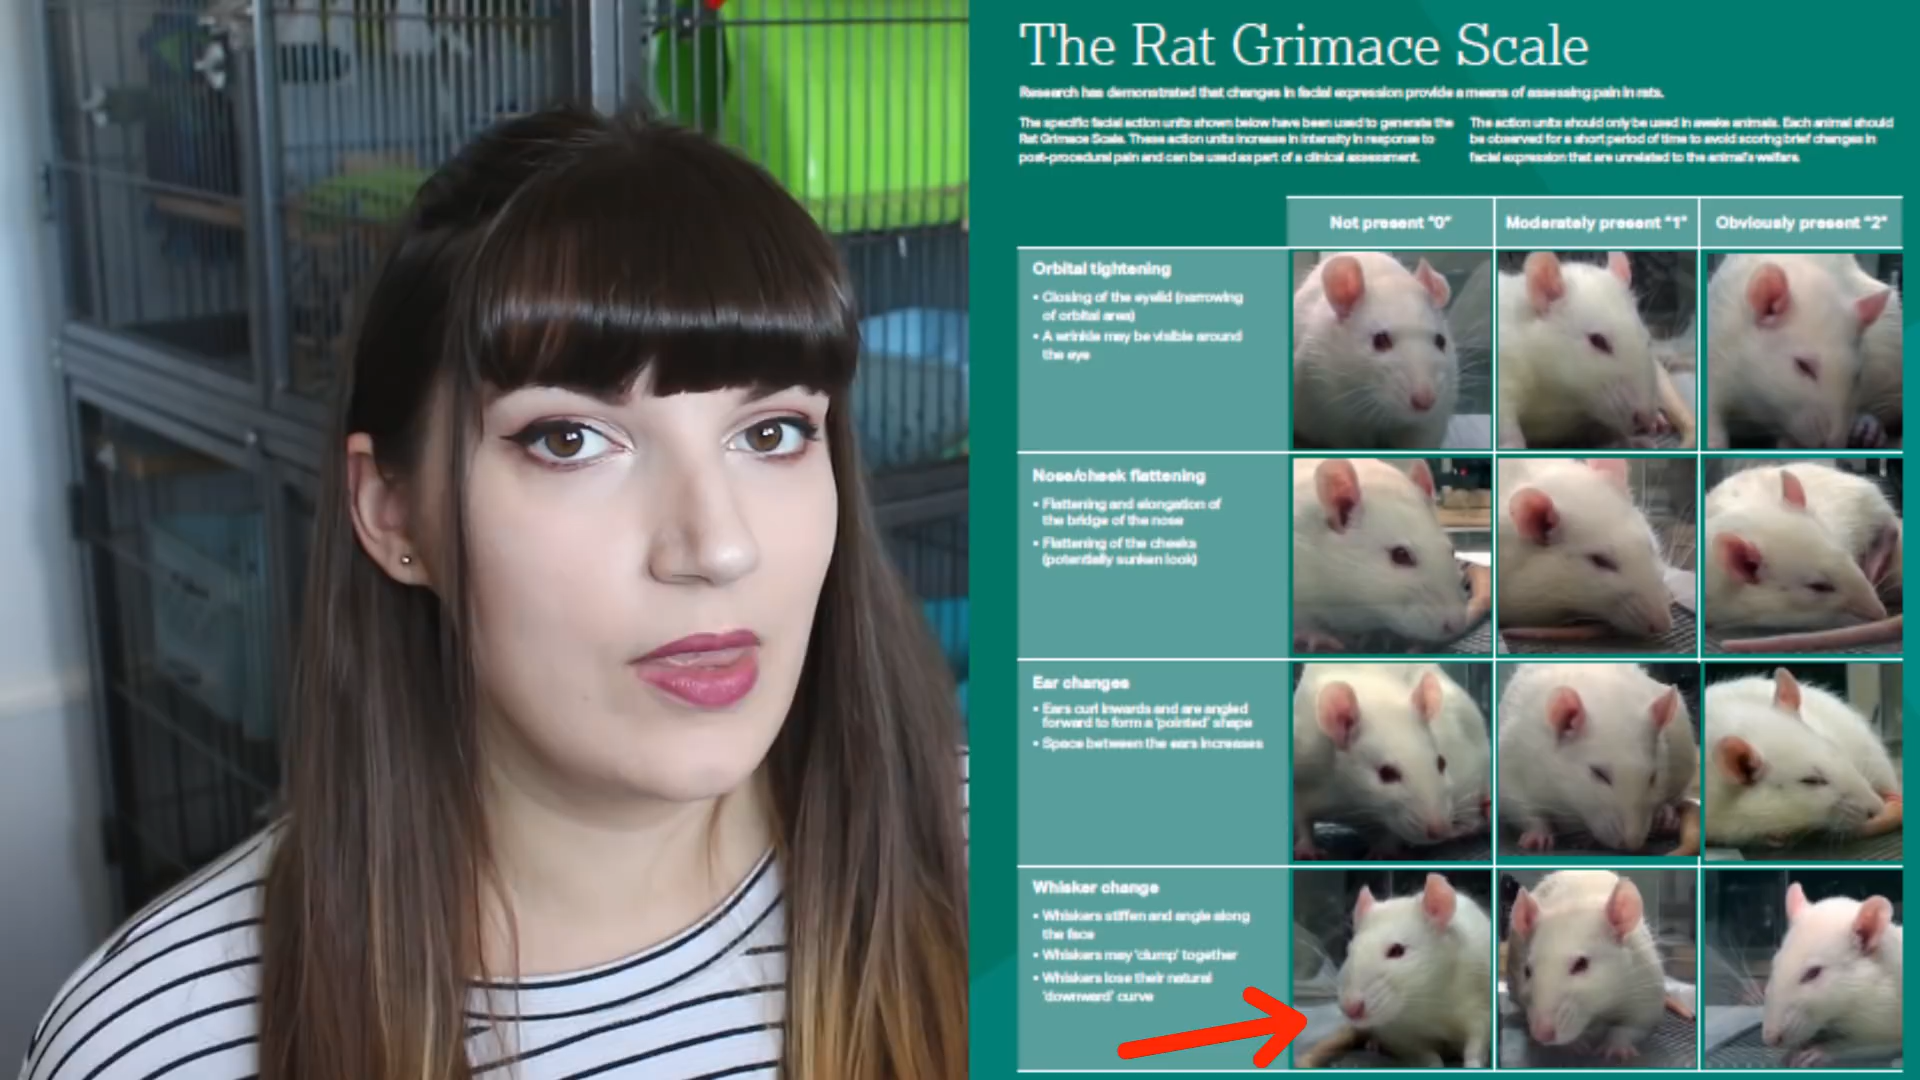 The Rat Grimace Scale
Research has demonstrated that changes in facial expression provide a means of assessing pain in rats.
The specific facial action units shown below have been used to generate the
Rat Grimace Scale. These action units increase in intensity in response to
post-procedural pain and can be used as part of a clinical assessment.
The action units should only be used in awake animals. Each animal should
be observed for a short period of time to avoid scoring brief changes in
facial expression that are unrelated to the animal's welfare.
Not present "0"
Moderately present "1"
Obviously present "2"
Orbital tightening
• Closing of the eyelid (narrowing
of orbital area)
• A wrinkle may be visible around
the eye
Nose/cheek flattening
• Flattening and elongation of
the bridge of the nose
• Flattening of the cheeks
(potentially sunken look)
Ear changes
• Ears curl inwards and are angled
forward to form a 'pointed' shape
• Space between the ears increases
Whisker change
• Whiskers stiffen and angle along
the face
• Whiskers may 'clump' together
• Whiskers lose their natural
'downward' curve